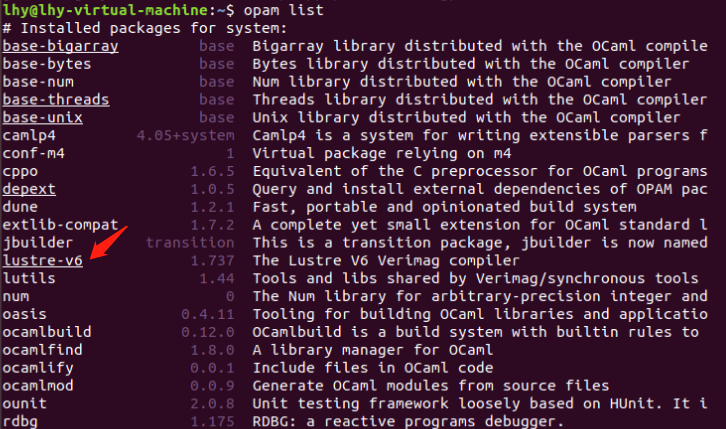 lhy@lhy-virtual-machine:~$ opam list
# Installed packages for system:
base-bigarray base Bigarray library distributed with the OCaml compile
base-bytes base Bytes library distributed with the OCaml compiler
base-num base Num library distributed with the OCaml compiler
base-threads base Threads library distributed with the OCaml compiler
base-unix base Unix library distributed with the OCaml compiler
camlp4 4.05+system Camlp4 is a system for writing extensible parsers f
conf-m4 1 Virtual package relying on m4
cppo 1.6.5 Equivalent of the C preprocessor for OCaml programs
depext 1.0.5 Query and install external dependencies of OPAM pac
dune 1.2.1 Fast, portable and opinionated build system
extlib-compat 1.7.2 A complete yet small extension for OCaml standard l
jbuilder transition This is a transition package, jbuilder is now named
lustre-v6 1.737 The Lustre V6 Verimag compiler
lutils 1.44 Tools and libs shared by Verimag/synchronous tools
num 0 The Num library for arbitrary-precision integer and
oasis 0.4.11 Tooling for building OCaml libraries and applicatio
ocamlbuild 0.12.0 OCamlbuild is a build system with builtin rules to
ocamlfind 1.8.0 A library manager for OCaml
ocamlify 0.0.1 Include files in OCaml code
ocamlmod 0.0.9 Generate OCaml modules from source files
ounit 2.0.8 Unit testing framework loosely based on HUnit. It i
rdbg 1.175 RDBG: a reactive programs debugger.